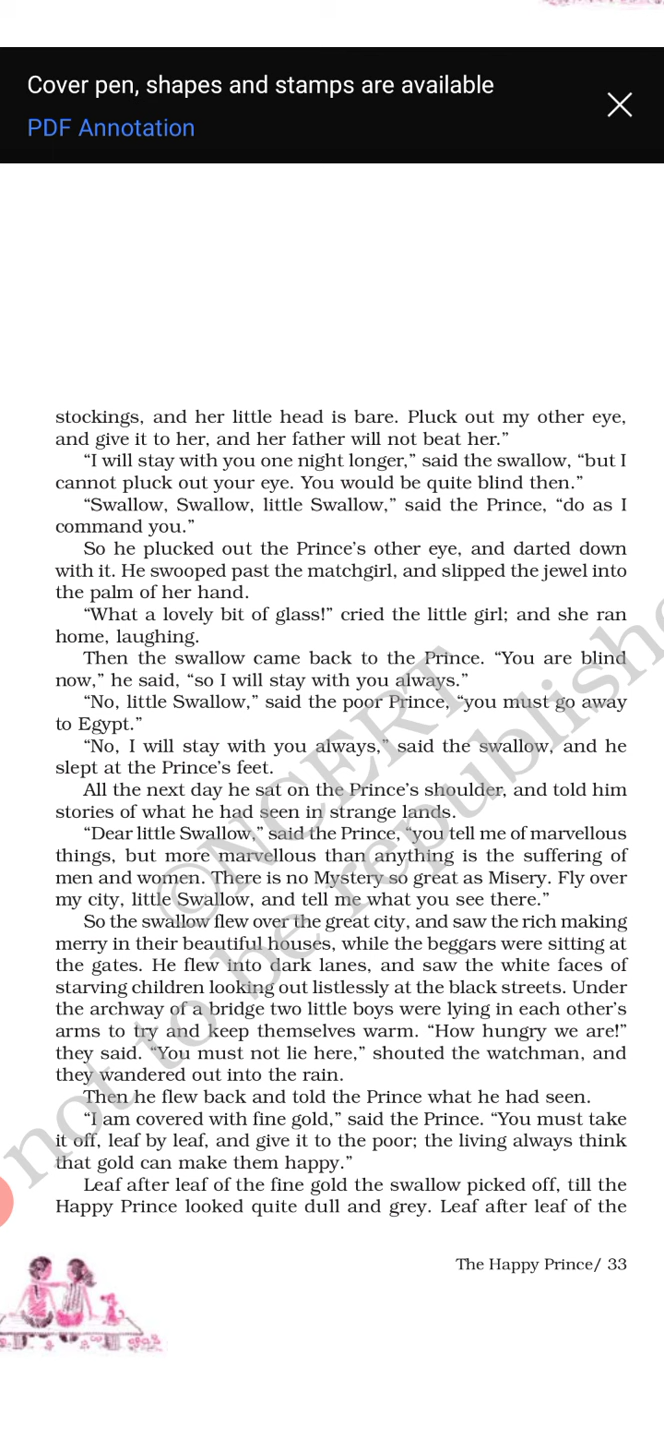 Cover pen, shapes and stamps are available
PDF Annotation
stockings, and her little head is bare. Pluck out my other eye,
and give it to her, and her father will not beat her.”
“I will stay with you one night longer,” said the swallow, “but I
cannot pluck out your eye. You would be quite blind then.”
“Swallow, Swallow, little Swallow,” said the Prince, “do as I
command you.”
So he plucked out the Prince’s other eye, and darted down
with it. He swooped past the matchgirl, and slipped the jewel into
the palm of her hand.
“What a lovely bit of glass!” cried the little girl; and she ran
home, laughing.
Then the swallow came back to the Prince. “You are blind
now,” he said, “so I will stay with you always.”
“No, little Swallow,” said the poor Prince, “you must go away
to Egypt.”
“No, I will stay with you always,” said the swallow, and he
slept at the Prince’s feet.
All the next day he sat on the Prince’s shoulder, and told him
stories of what he had seen in strange lands.
“Dear little Swallow,” said the Prince, “you tell me of marvellous
things, but more marvellous than anything is the suffering of
men and women. There is no Mystery so great as Misery. Fly over
my city, little Swallow, and tell me what you see there.”
So the swallow flew over the great city, and saw the rich making
merry in their beautiful houses, while the beggars were sitting at
the gates. He flew into dark lanes, and saw the white faces of
starving children looking out listlessly at the black streets. Under
the archway of a bridge two little boys were lying in each other’s
arms to try and keep themselves warm. “How hungry we are!”
they said. “You must not lie here,” shouted the watchman, and
they wandered out into the rain.
Then he flew back and told the Prince what he had seen.
“I am covered with fine gold,” said the Prince. “You must take
it off, leaf by leaf, and give it to the poor; the living always think
that gold can make them happy.”
Leaf after leaf of the fine gold the swallow picked off, till the
Happy Prince looked quite dull and grey. Leaf after leaf of the
The Happy Prince/ 33
©NCERT
not to be republishe